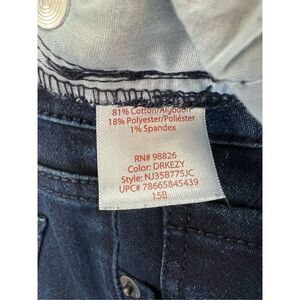 81% Cotton/Algodón
18% Polyester/Poliéster
1% Spandex
RN# 98826
Color: DRKEZY
Style: NJ35B775JC
UPC# 78665845439
15B